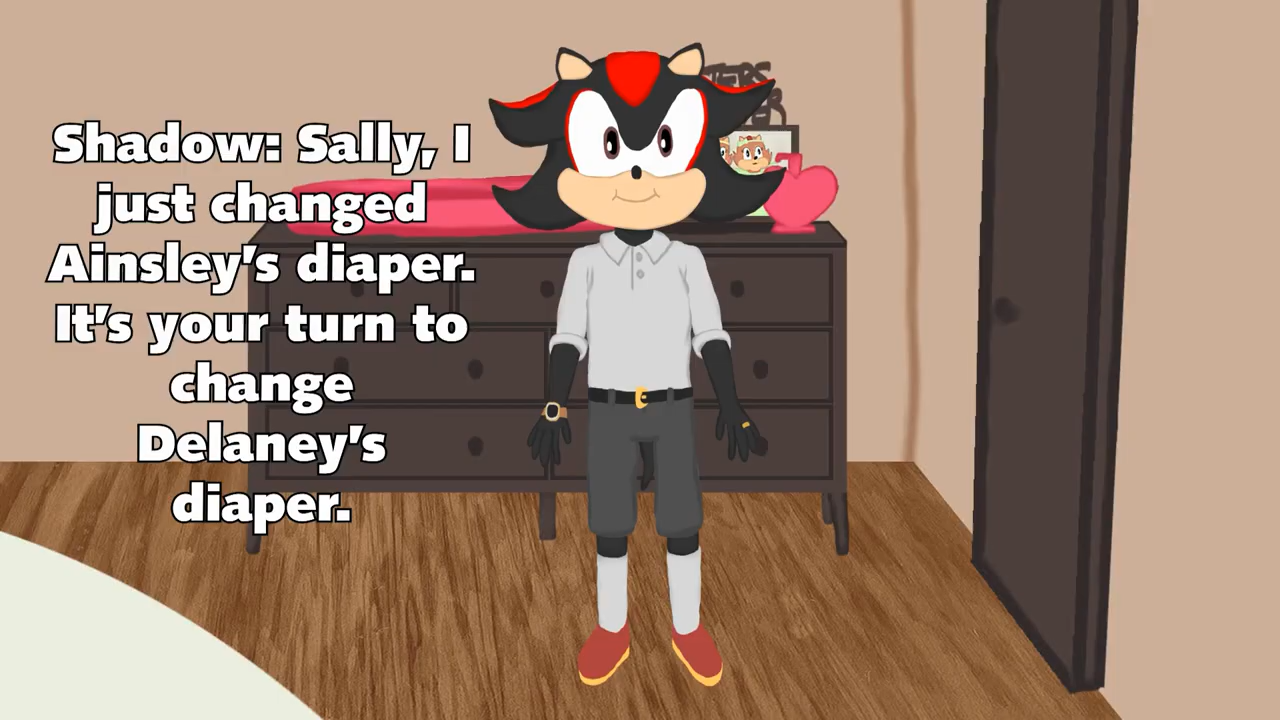 Shadow: Sally, I
just changed
Ainsley's diaper.
It's your turn to
change
Delaney's
diaper.